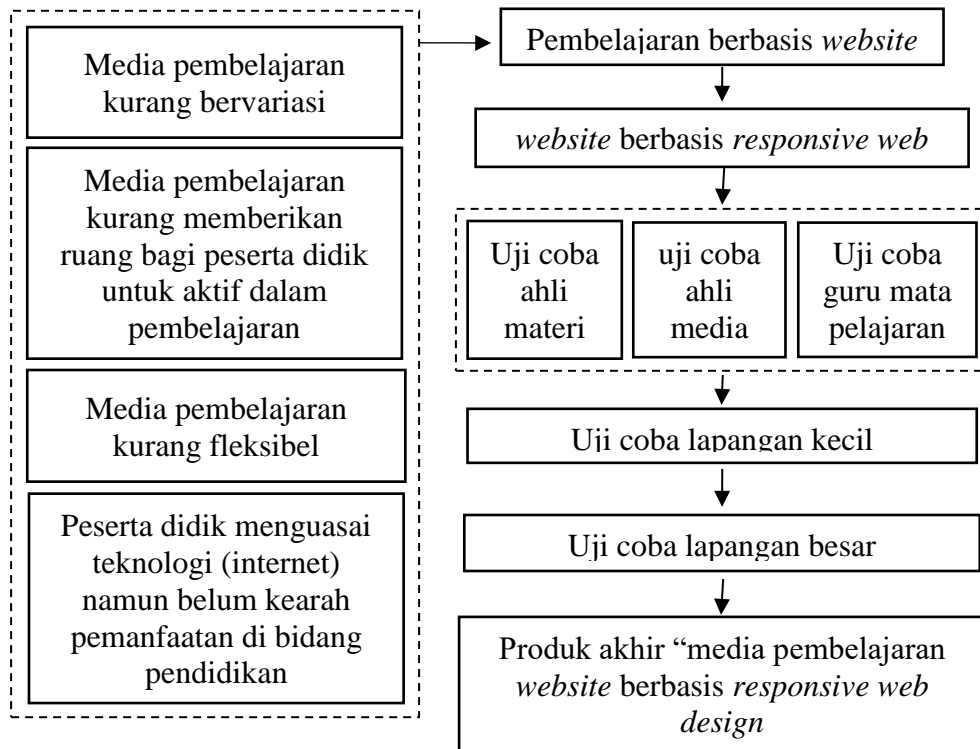 Media pembelajaran
kurang bervariasi
Media pembelajaran
kurang memberikan
ruang bagi peserta didik
untuk aktif dalam
pembelajaran
Media pembelajaran
kurang fleksibel
Peserta didik menguasai
teknologi (internet)
namun belum kearah
pemanfaatan di bidang
pendidikan
Pembelajaran berbasis website
website berbasis responsive web
Uji coba
ahli
materi
uji coba
ahli
media
Uji coba
guru mata
pelajaran
Uji coba lapangan kecil
Uji coba lapangan besar
Produk akhir “media pembelajaran
website berbasis responsive web
design